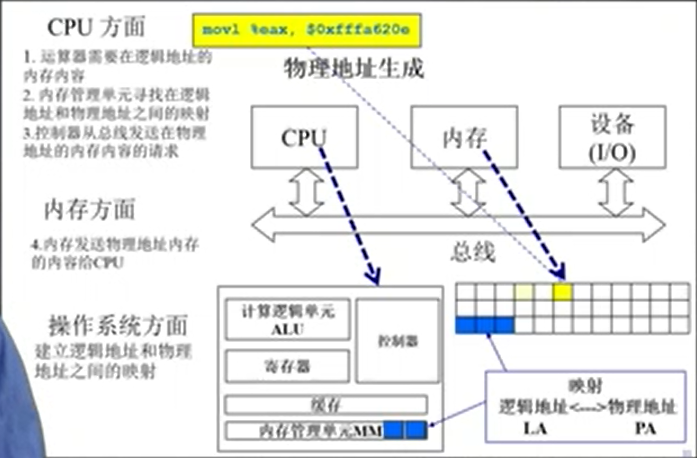 CPU 方面
1. 运算器需要在逻辑地址的
内存内容
2. 内存管理单元寻找在逻辑
地址和物理地址之间的映射
3.控制器从总线发送在物理
地址的内存内容的请求
内存方面
4.内存发送物理地址内存
的内容给CPU
操作系统方面
建立逻辑地址和物理
地址之间的映射
movl %eax, $0xfffa620e
物理地址生成
CPU
内存
设备
(I/O)
总线
计算逻辑单元
ALU
寄存器
控制器
缓存
内存管理单元MM
映射
逻辑地址<--->物理地址
LA PA